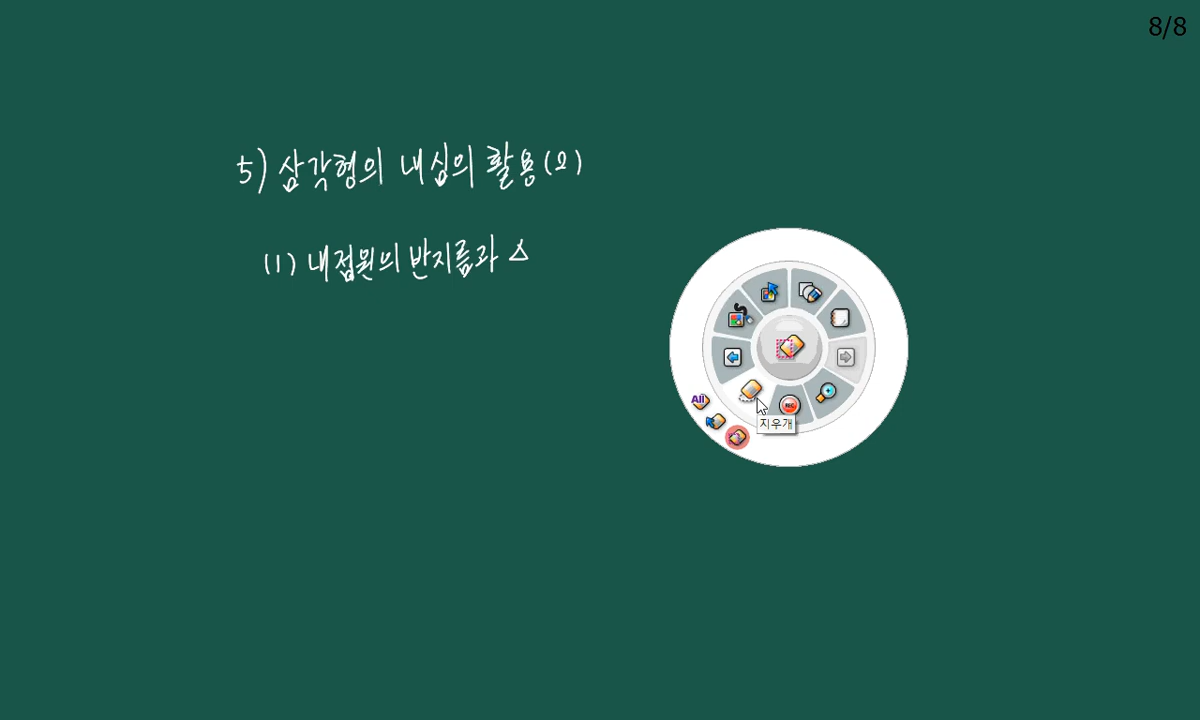 8/8
5) 삼각형의 내심의 활용(2)
(1) 내접원의 반지름과 △
All
REC
지우개